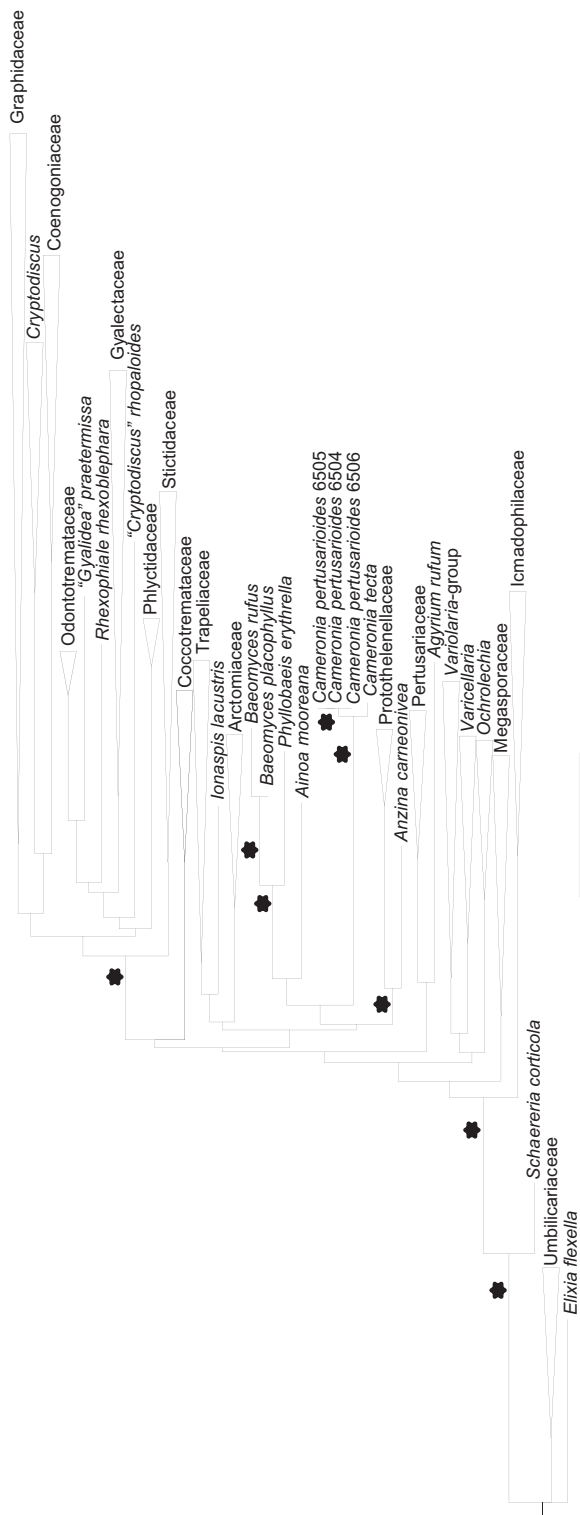 Graphidaceae
Cryptodiscus
Coenogoniaceae
Odontotremataceae
“Gyalidea” praetermissa
Rhexophiale rhexoblephara
Gyalectaceae
“Cryptodiscus” rhopaloides
Phlyctidaceae
Stictidaceae
Coccotremataceae
Trapeliaceae
Ionaspis lacustris
Arctomiaceae
Baeomyces rufus
Baeomyces placophyllus
Phyllobaeis erythrella
Ainoa mooreana
Cameronia pertusarioides 6505
Cameronia pertusarioides 6504
Cameronia pertusarioides 6506
Cameronia tecta
Protothelenellaceae
Anzina carneonivea
Pertusariaceae
Agyrium rufum
Variolaria-group
Varicellaria
Ochrolechia
Megasporaceae
Icmadophilaceae
Schaereria corticola
Umbilicariaceae
Elixia flexella